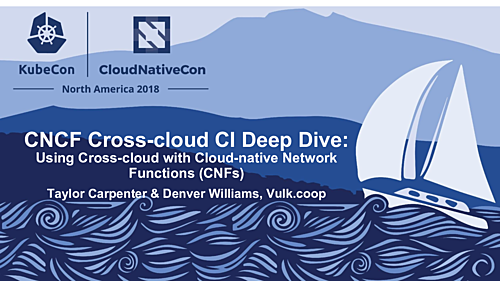 KubeCon
CloudNativeCon
North America 2018
CNCF Cross-cloud CI Deep Dive:
Using Cross-cloud with Cloud-native Network
Functions (CNFs)
Taylor Carpenter & Denver Williams, Vulk.coop